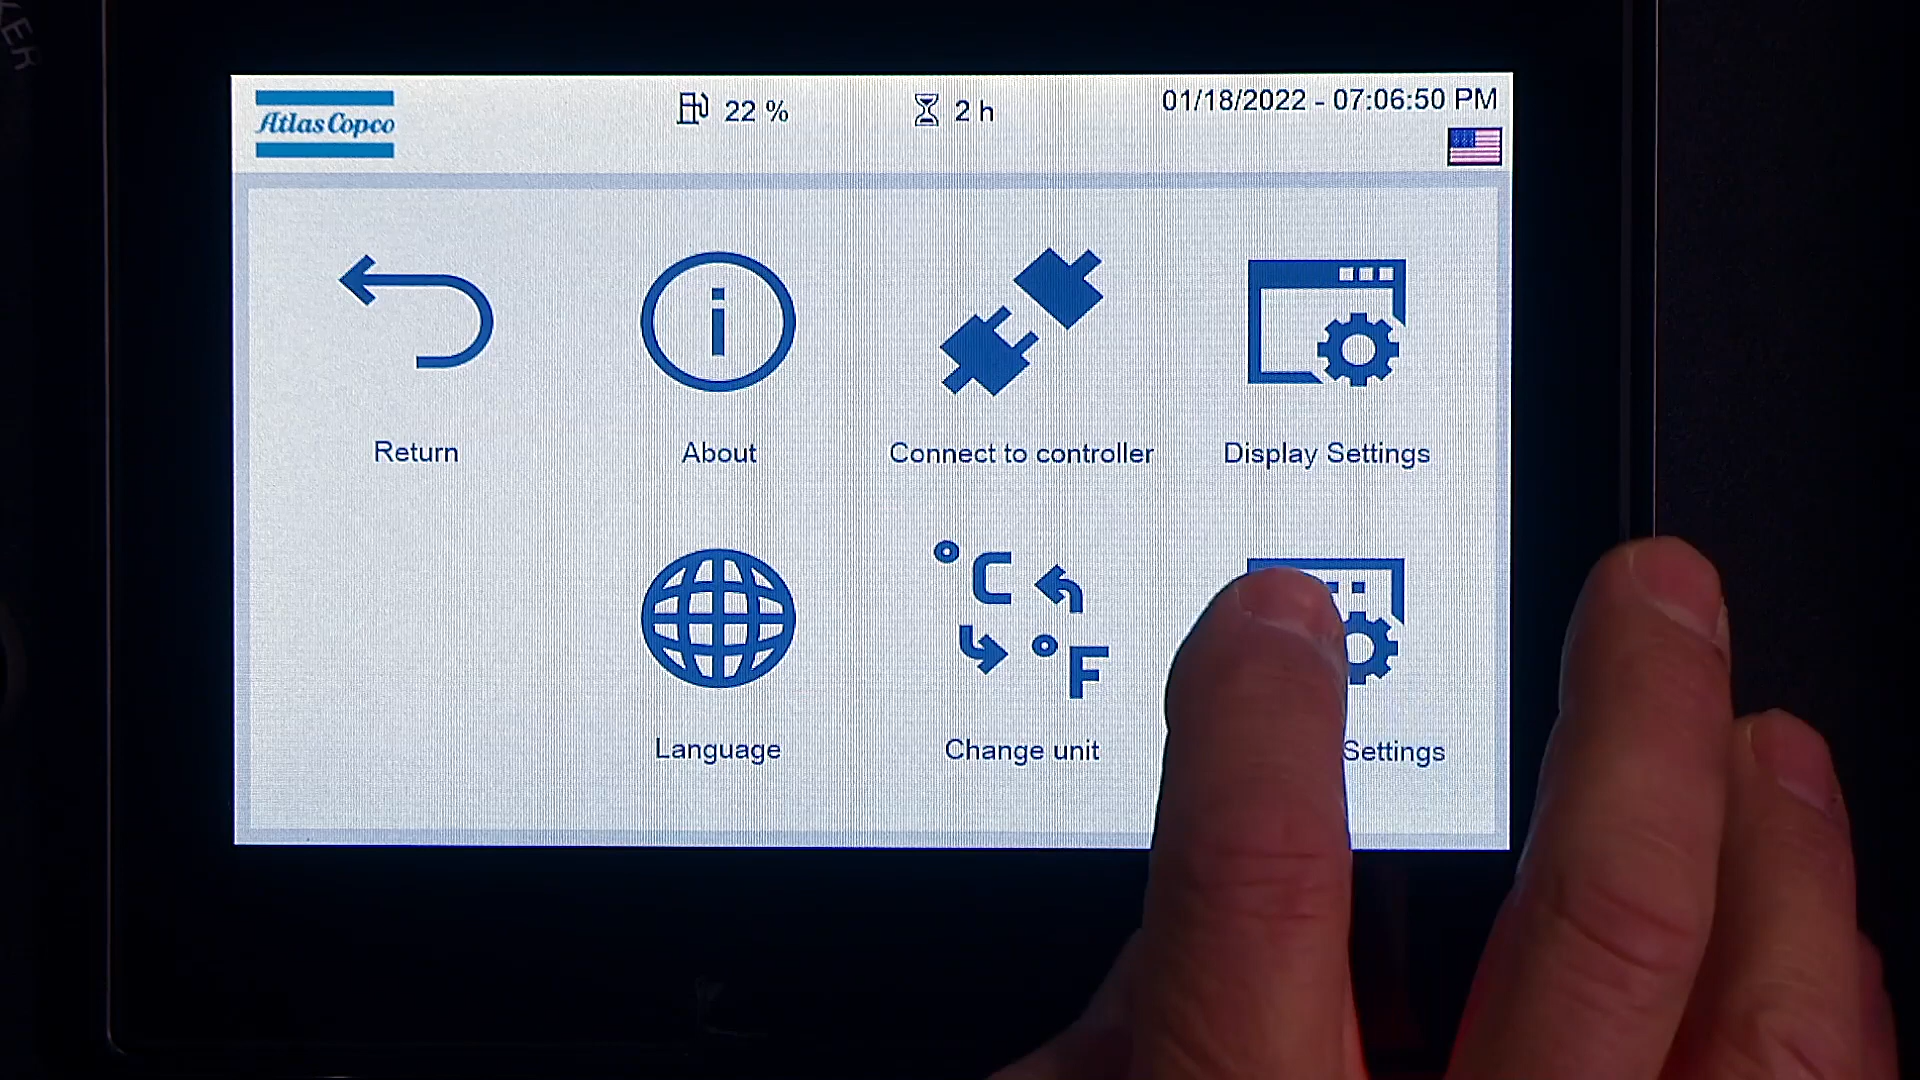 Atlas Copco
22 %
2 h
01/18/2022 - 07:06:50 PM
Return
About
Connect to controller
Display Settings
°C
°F
Language
Change unit
Settings